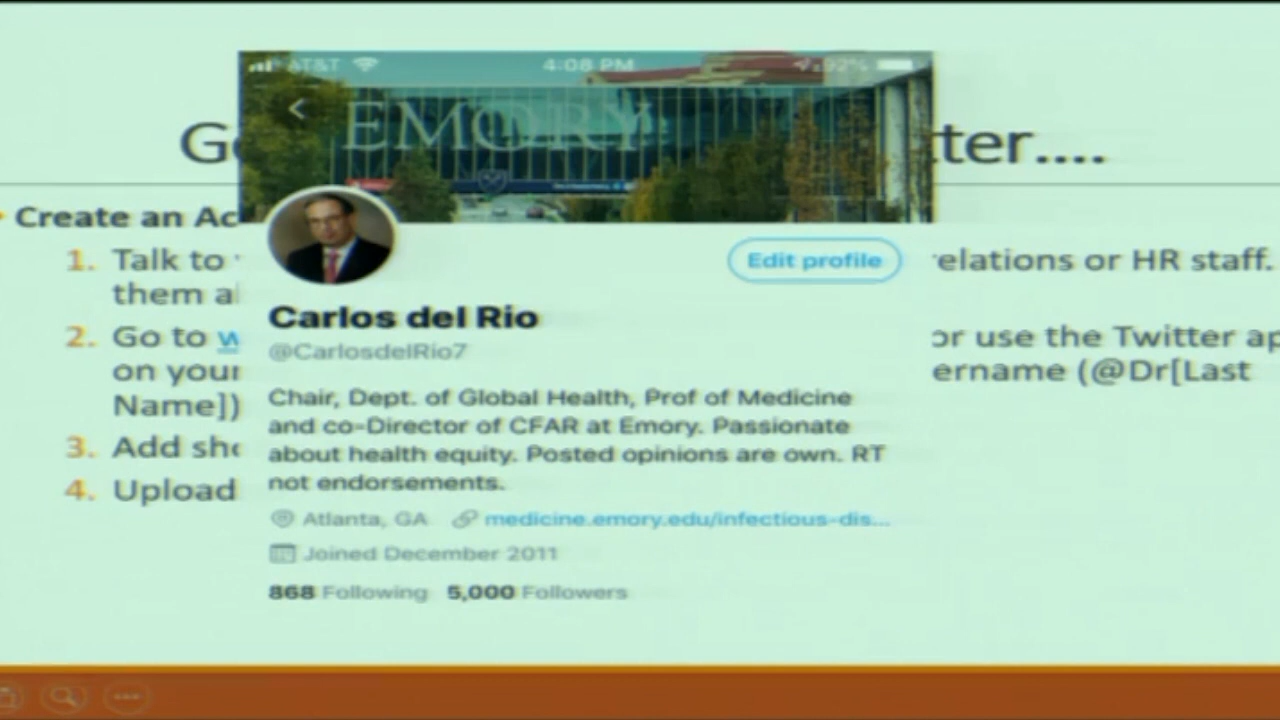 AT&T 4:08 PM 92%
EMORY
Create an Ac
1. Talk to relations or HR staff.
them a
2. Go to w or use the Twitter ap
on your ername (@Dr[Last
Name])
3. Add sho
4. Upload
Edit profile
Carlos del Rio
@CarlosdelRio7
Chair, Dept. of Global Health, Prof of Medicine
and co-Director of CFAR at Emory. Passionate
about health equity. Posted opinions are own. RT
not endorsements.
Atlanta, GA medicine.emory.edu/infectious-dis...
Joined December 2011
868 Following 5,000 Followers